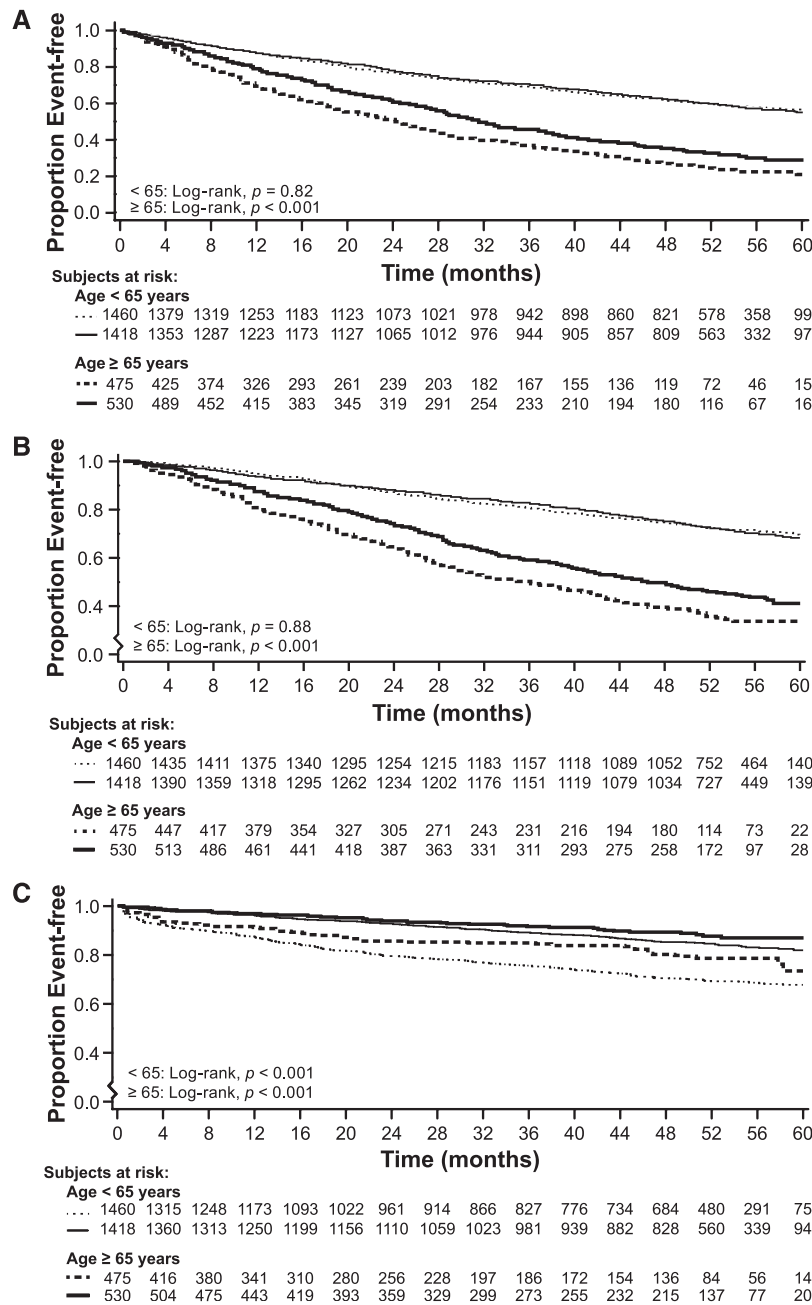 A
Proportion Event-free
1.0
0.8
0.6
0.4
0.2
0.0
< 65: Log-rank, p = 0.82
≥ 65: Log-rank, p < 0.001
0 4 8 12 16 20 24 28 32 36 40 44 48 52 56 60
Time (months)
Subjects at risk:
Age < 65 years
1460 1379 1319 1253 1183 1123 1073 1021 978 942 898 860 821 578 358 99
1418 1353 1287 1223 1173 1127 1065 1012 976 944 905 857 809 563 332 97
Age ≥ 65 years
475 425 374 326 293 261 239 203 182 167 155 136 119 72 46 15
530 489 452 415 383 345 319 291 254 233 210 194 180 116 67 16
B
Proportion Event-free
1.0
0.8
0.6
0.4
0.0
< 65: Log-rank, p = 0.88
≥ 65: Log-rank, p < 0.001
0 4 8 12 16 20 24 28 32 36 40 44 48 52 56 60
Time (months)
Subjects at risk:
Age < 65 years
1460 1435 1411 1375 1340 1295 1254 1215 1183 1157 1118 1089 1052 752 464 140
1418 1390 1359 1318 1295 1262 1234 1202 1176 1151 1119 1079 1034 727 449 139
Age ≥ 65 years
475 447 417 379 354 327 305 271 243 231 216 194 180 114 73 22
530 513 486 461 441 418 387 363 331 311 293 275 258 172 97 28
C
Proportion Event-free
1.0
0.8
0.6
0.4
0.0
< 65: Log-rank, p < 0.001
≥ 65: Log-rank, p < 0.001
0 4 8 12 16 20 24 28 32 36 40 44 48 52 56 60
Time (months)
Subjects at risk:
Age < 65 years
1460 1315 1248 1173 1093 1022 961 914 866 827 776 734 684 480 291 75
1418 1360 1313 1250 1199 1156 1110 1059 1023 981 939 882 828 560 339 94
Age ≥ 65 years
475 416 380 341 310 280 256 228 197 186 172 154 136 84 56 14
530 504 475 443 419 393 359 329 299 273 255 232 215 137 77 20